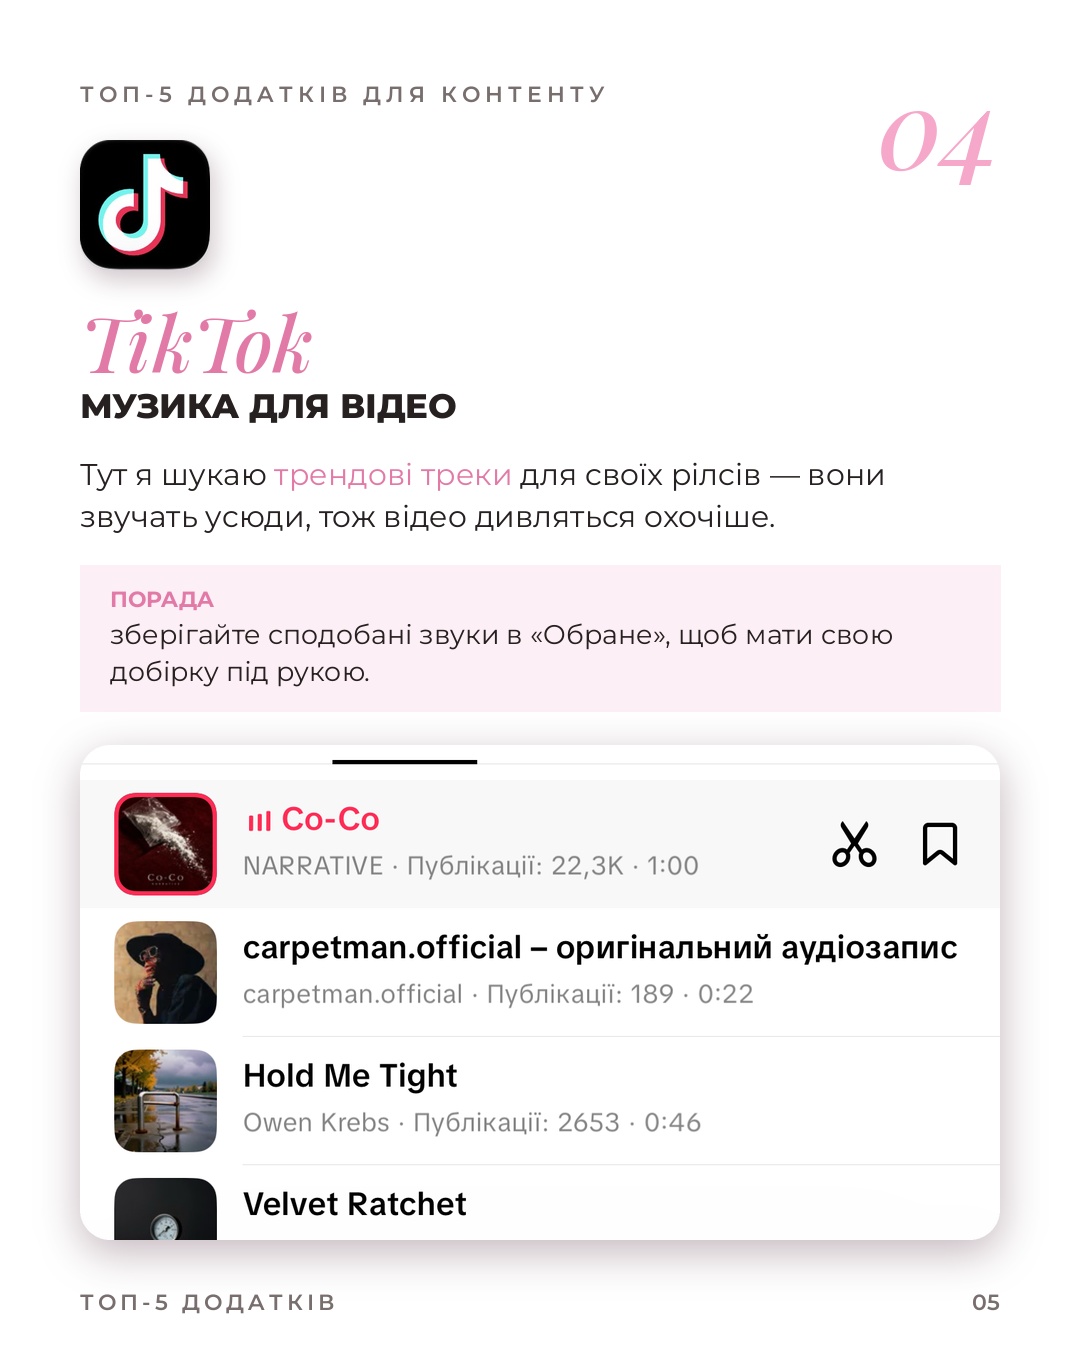 ТОП-5 ДОДАТКІВ ДЛЯ КОНТЕНТУ
04
TikTok
МУЗИКА ДЛЯ ВІДЕО
Тут я шукаю трендові треки для своїх рілсів — вони
звучать усюди, тож відео дивляться охочіше.
ПОРАДА
зберігайте сподобані звуки в «Обране», щоб мати свою
добірку під рукою.
Co-Co
Co-Co
NARRATIVE · Публікації: 22,3K · 1:00
carpetman.official – оригінальний аудіозапис
carpetman.official · Публікації: 189 · 0:22
Hold Me Tight
Owen Krebs · Публікації: 2653 · 0:46
Velvet Ratchet
ТОП-5 ДОДАТКІВ
05